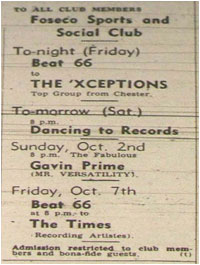 TO ALL CLUB MEMBERS
Foseca Sports and
Social Club
To-night (Friday)
Beat 66
to
THE 'XCEPTIONS
Top Group from Chester.
To-morrow (Sat.)
8 p.m.
Dancing to Records
Sunday, Oct. 2nd
8 p.m. The Fabulous
Gavin Prime
(MR. VERSATILITY).
Friday, Oct. 7th
Beat 66
at 8 p.m. to
The Times
(Recording Artistes).
Admission restricted to club mem-
bers and bona-fide guests. (t)